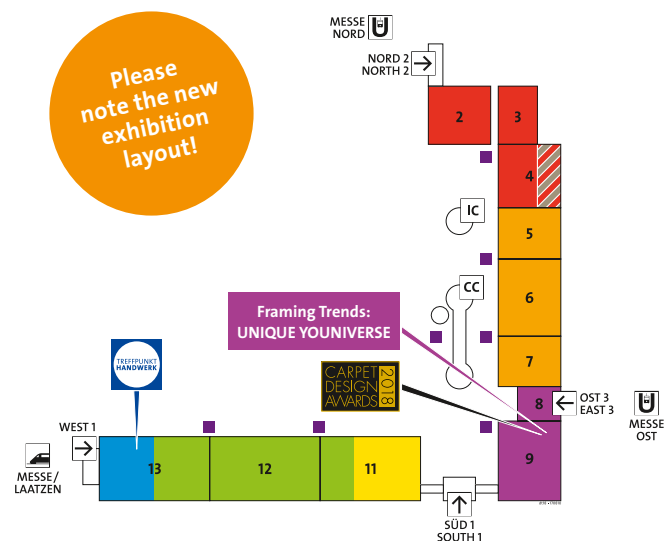 Please
note the new
exhibition
layout!
MESSE
NORD
U
NORD 2
NORTH 2
2
3
4
IC
5
6
CC
Framing Trends:
UNIQUE YOUNIVERSE
7
TREFFPUNKT
HANDWERK
CARPET
DESIGN
AWARDS
2018
8
OST 3
EAST 3
U
MESSE
OST
WEST 1
MESSE/
LAATZEN
13
12
11
9
SÜD 1
SOUTH 1